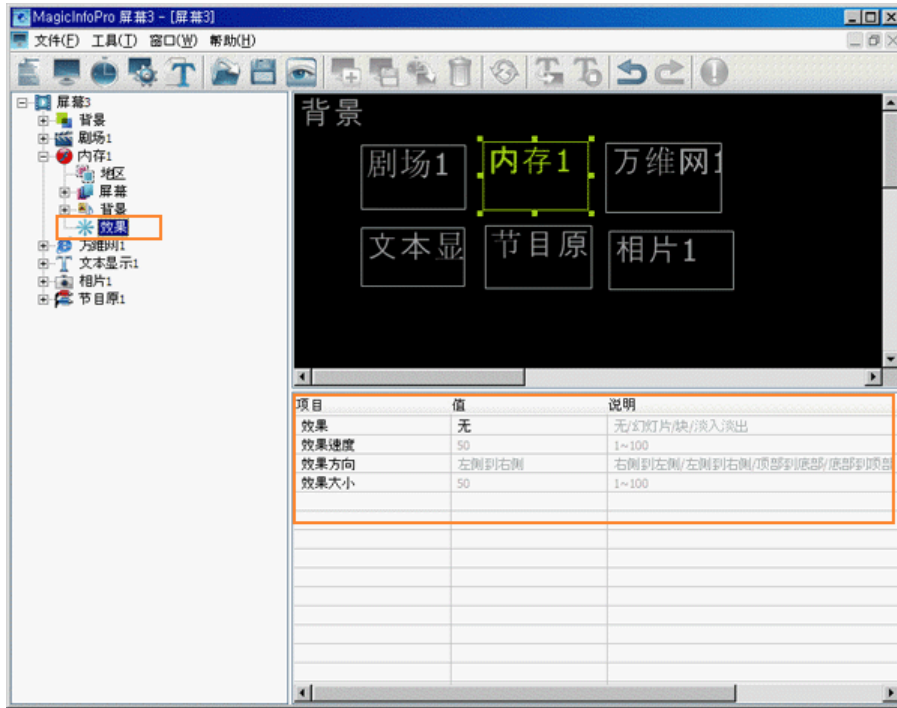 MagicInfoPro 屏幕3 - [屏幕3]
文件(F) 工具(T) 窗口(W) 帮助(H)
屏幕3
背景
剧场1
内存1
地区
屏幕
背景
效果
万维网1
文本显示1
相片1
节目原1
背景
剧场1 内存1 万维网1
文本显 节目原 相片1
项目 值 说明
效果 无 无/幻灯片/块/淡入淡出
效果速度 50 1~100
效果方向 左侧到右侧 右侧到左侧/左侧到右侧/顶部到底部/底部到顶部
效果大小 50 1~100